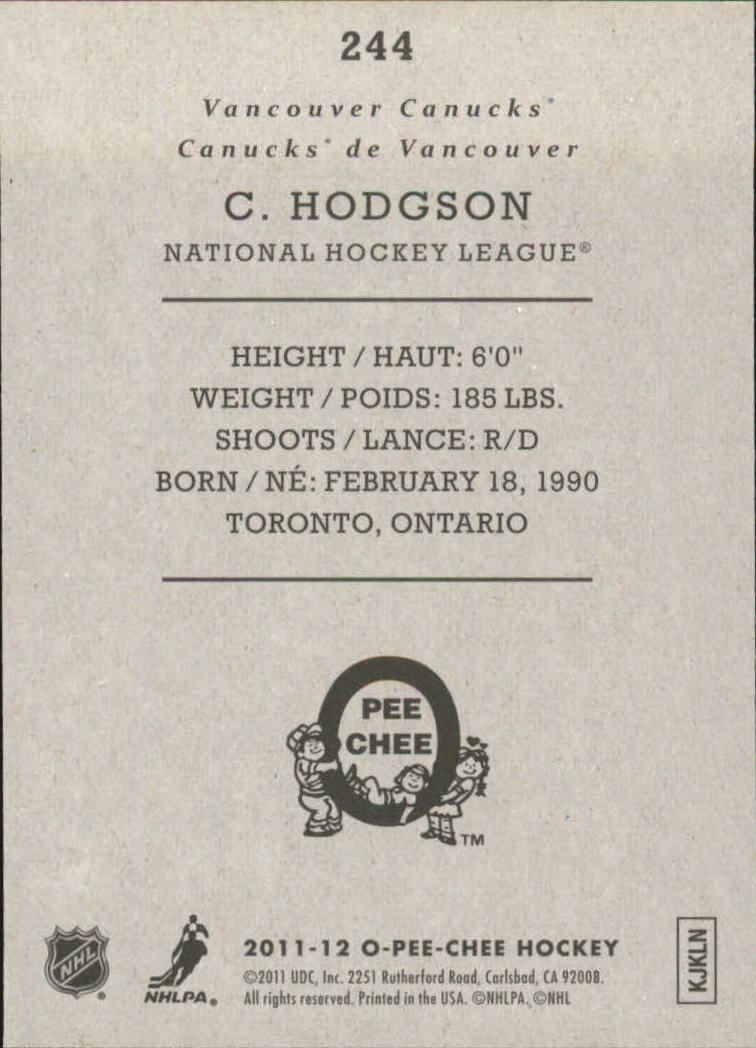 244
Vancouver Canucks*
Canucks* de Vancouver
C. HODGSON
NATIONAL HOCKEY LEAGUE®
HEIGHT / HAUT: 6'0"
WEIGHT / POIDS: 185 LBS.
SHOOTS / LANCE: R/D
BORN / NÉ: FEBRUARY 18, 1990
TORONTO, ONTARIO
O
PEE
CHEE
TM
NHL ®
NHLPA®
2011-12 O-PEE-CHEE HOCKEY
©2011 UDC, Inc. 2251 Rutherford Road, Carlsbad, CA 92008.
All rights reserved. Printed in the USA. ©NHLPA. ©NHL
KJKLN